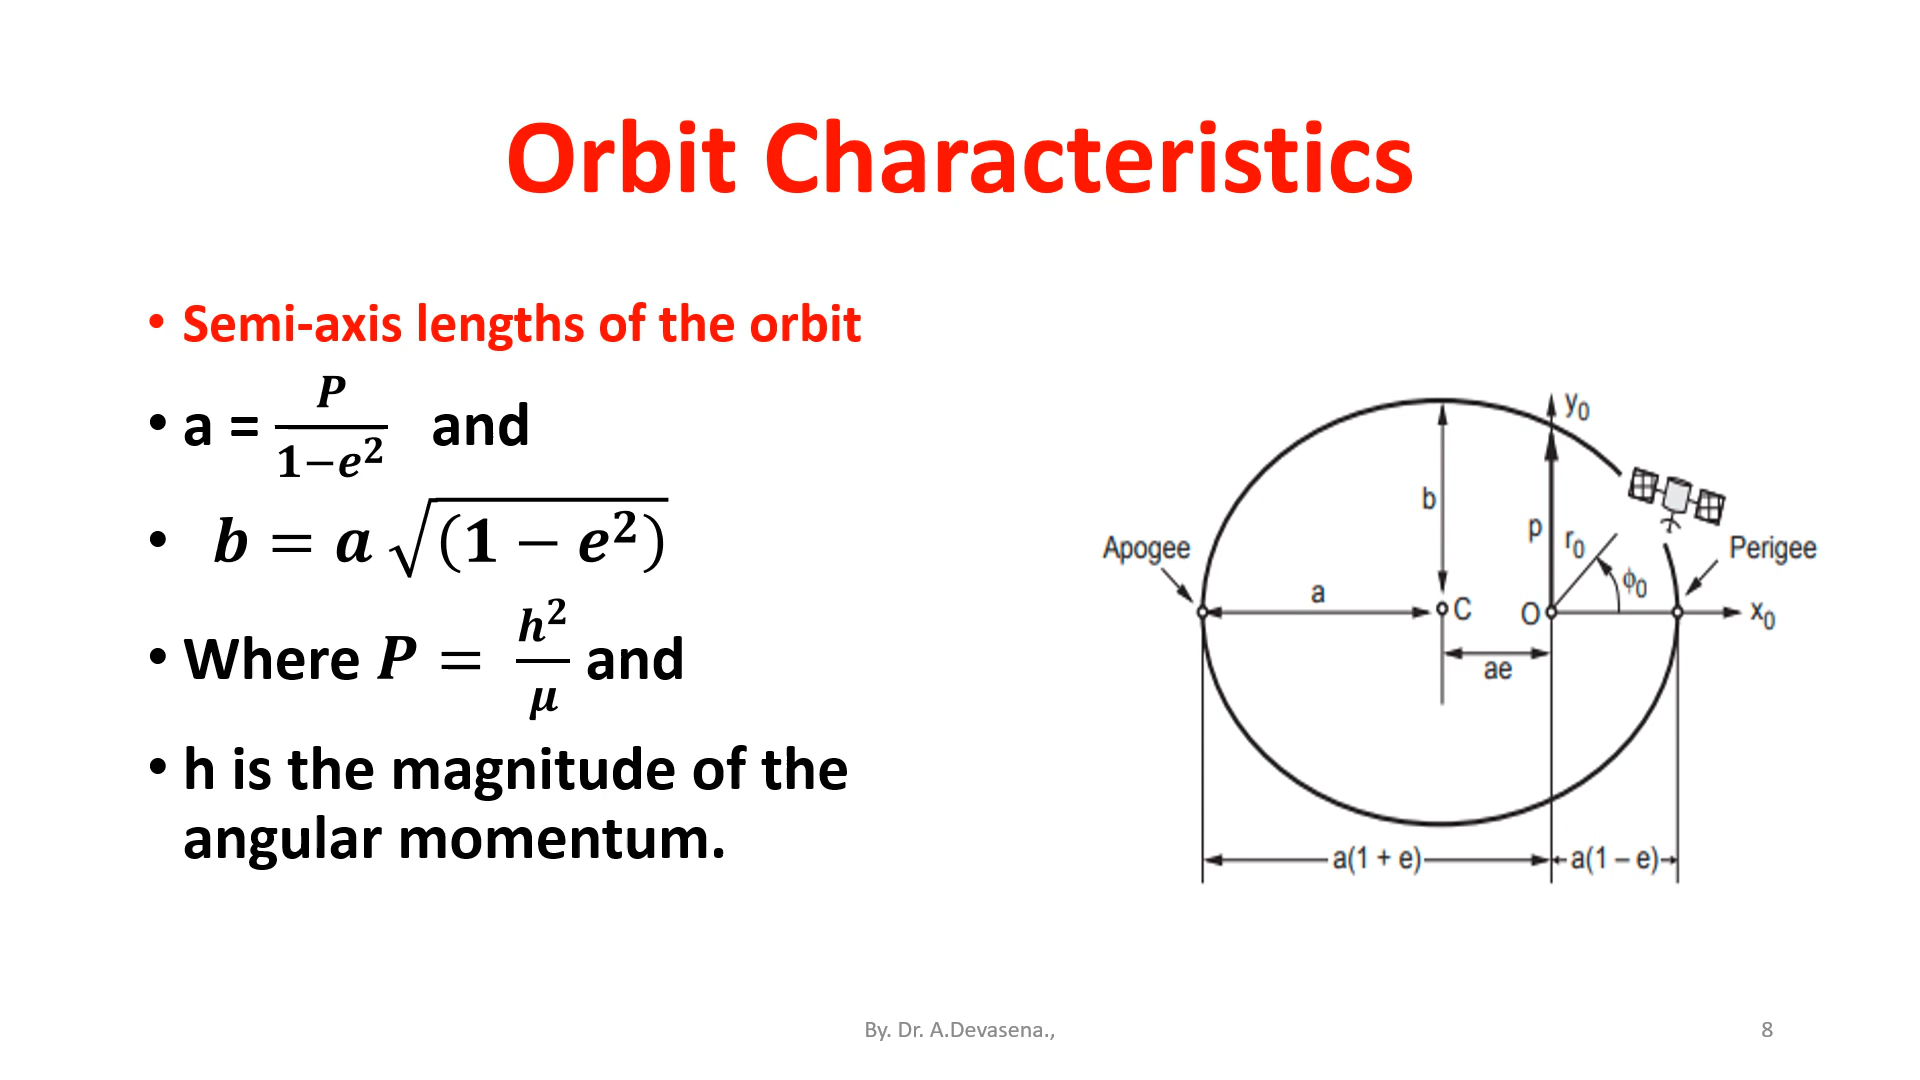 Orbit Characteristics
• Semi-axis lengths of the orbit
• a = P/(1−e²) and
• b = a √(1 − e²)
• Where P = h²/μ and
• h is the magnitude of the
angular momentum.
y₀
b
p
r₀
Apogee
Perigee
ϕ₀
a
C
O
x₀
ae
a(1 + e)
a(1 – e)
By. Dr. A.Devasena.,
8